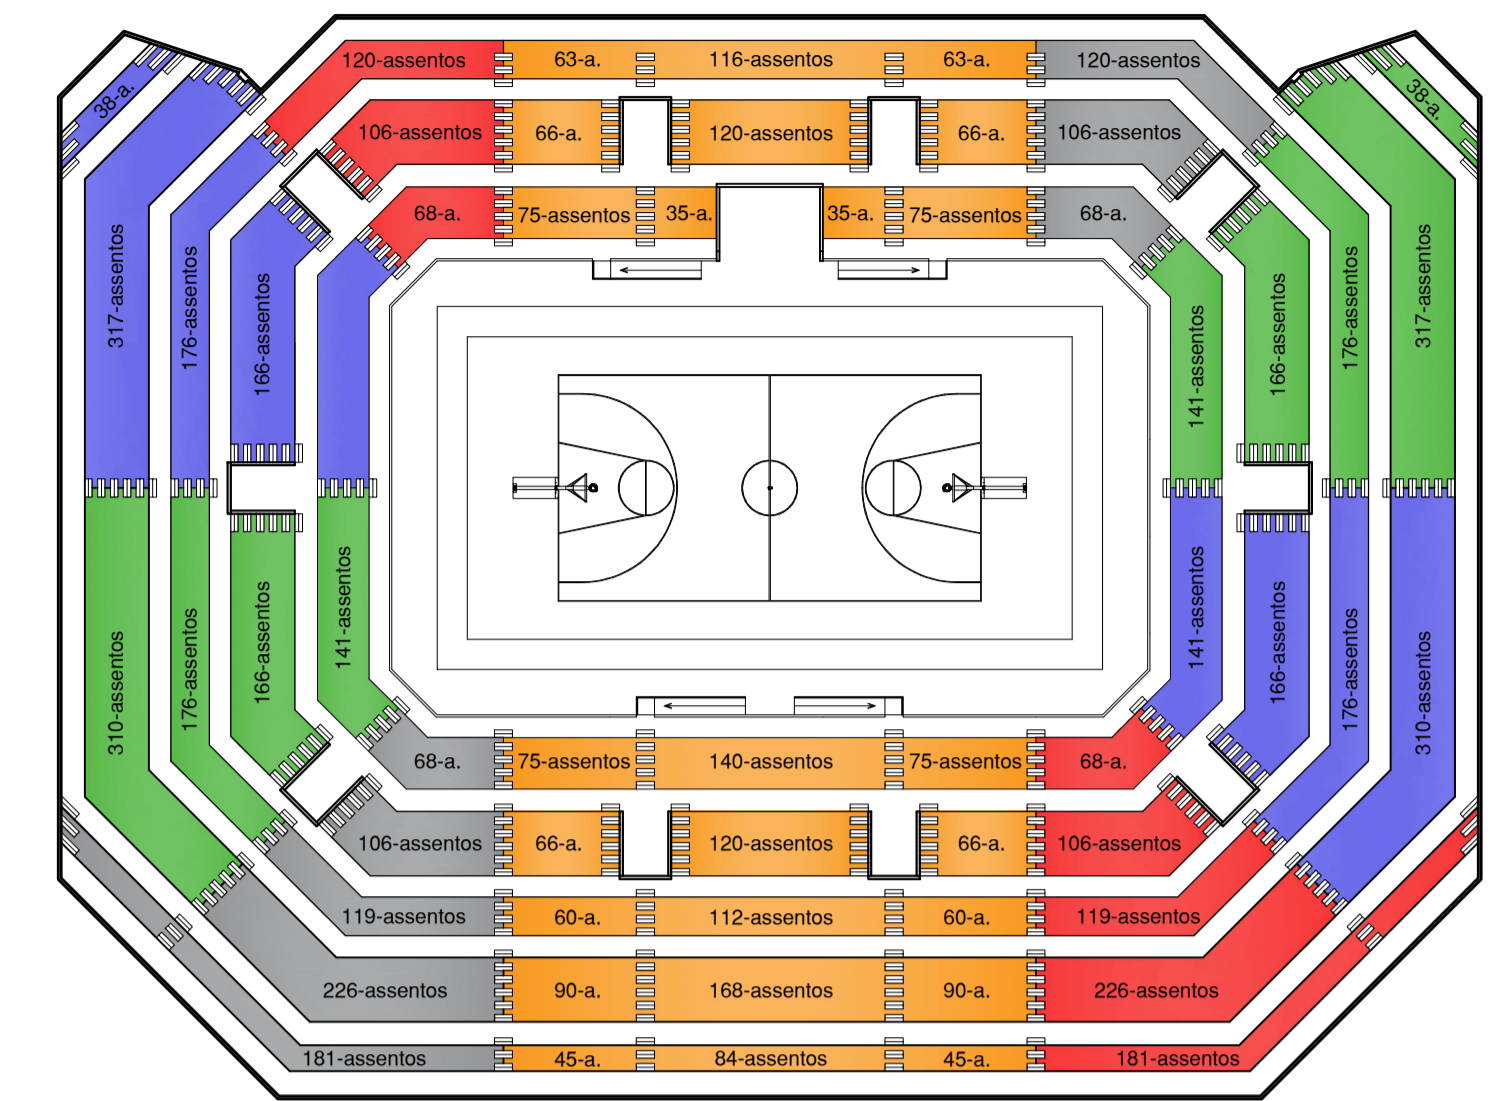 120-assentos 63-a. 116-assentos 63-a. 120-assentos
38-a. 38-a.
106-assentos 66-a. 120-assentos 66-a. 106-assentos
68-a. 75-assentos 35-a. 35-a. 75-assentos 68-a.
317-assentos 176-assentos 166-assentos 141-assentos 166-assentos 176-assentos 317-assentos
310-assentos 176-assentos 166-assentos 141-assentos 141-assentos 166-assentos 176-assentos 310-assentos
68-a. 75-assentos 140-assentos 75-assentos 68-a.
106-assentos 66-a. 120-assentos 66-a. 106-assentos
119-assentos 60-a. 112-assentos 60-a. 119-assentos
226-assentos 90-a. 168-assentos 90-a. 226-assentos
181-assentos 45-a. 84-assentos 45-a. 181-assentos